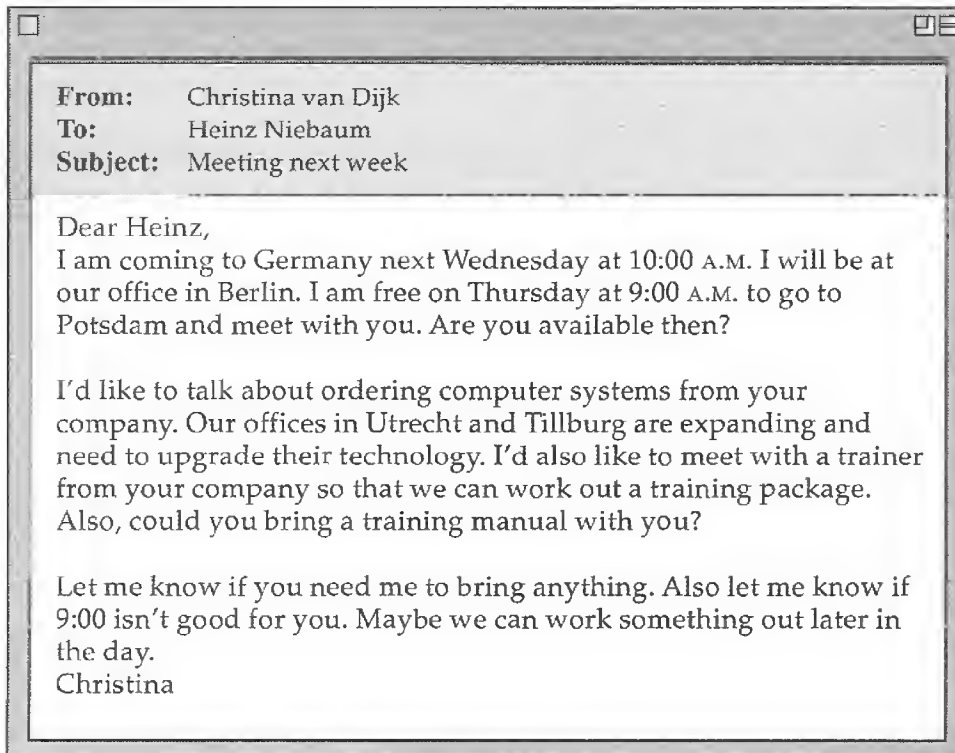 From: Christina van Dijk
To: Heinz Niebaum
Subject: Meeting next week
Dear Heinz,
I am coming to Germany next Wednesday at 10:00 A.M. I will be at
our office in Berlin. I am free on Thursday at 9:00 A.M. to go to
Potsdam and meet with you. Are you available then?
I'd like to talk about ordering computer systems from your
company. Our offices in Utrecht and Tillburg are expanding and
need to upgrade their technology. I'd also like to meet with a trainer
from your company so that we can work out a training package.
Also, could you bring a training manual with you?
Let me know if you need me to bring anything. Also let me know if
9:00 isn't good for you. Maybe we can work something out later in
the day.
Christina